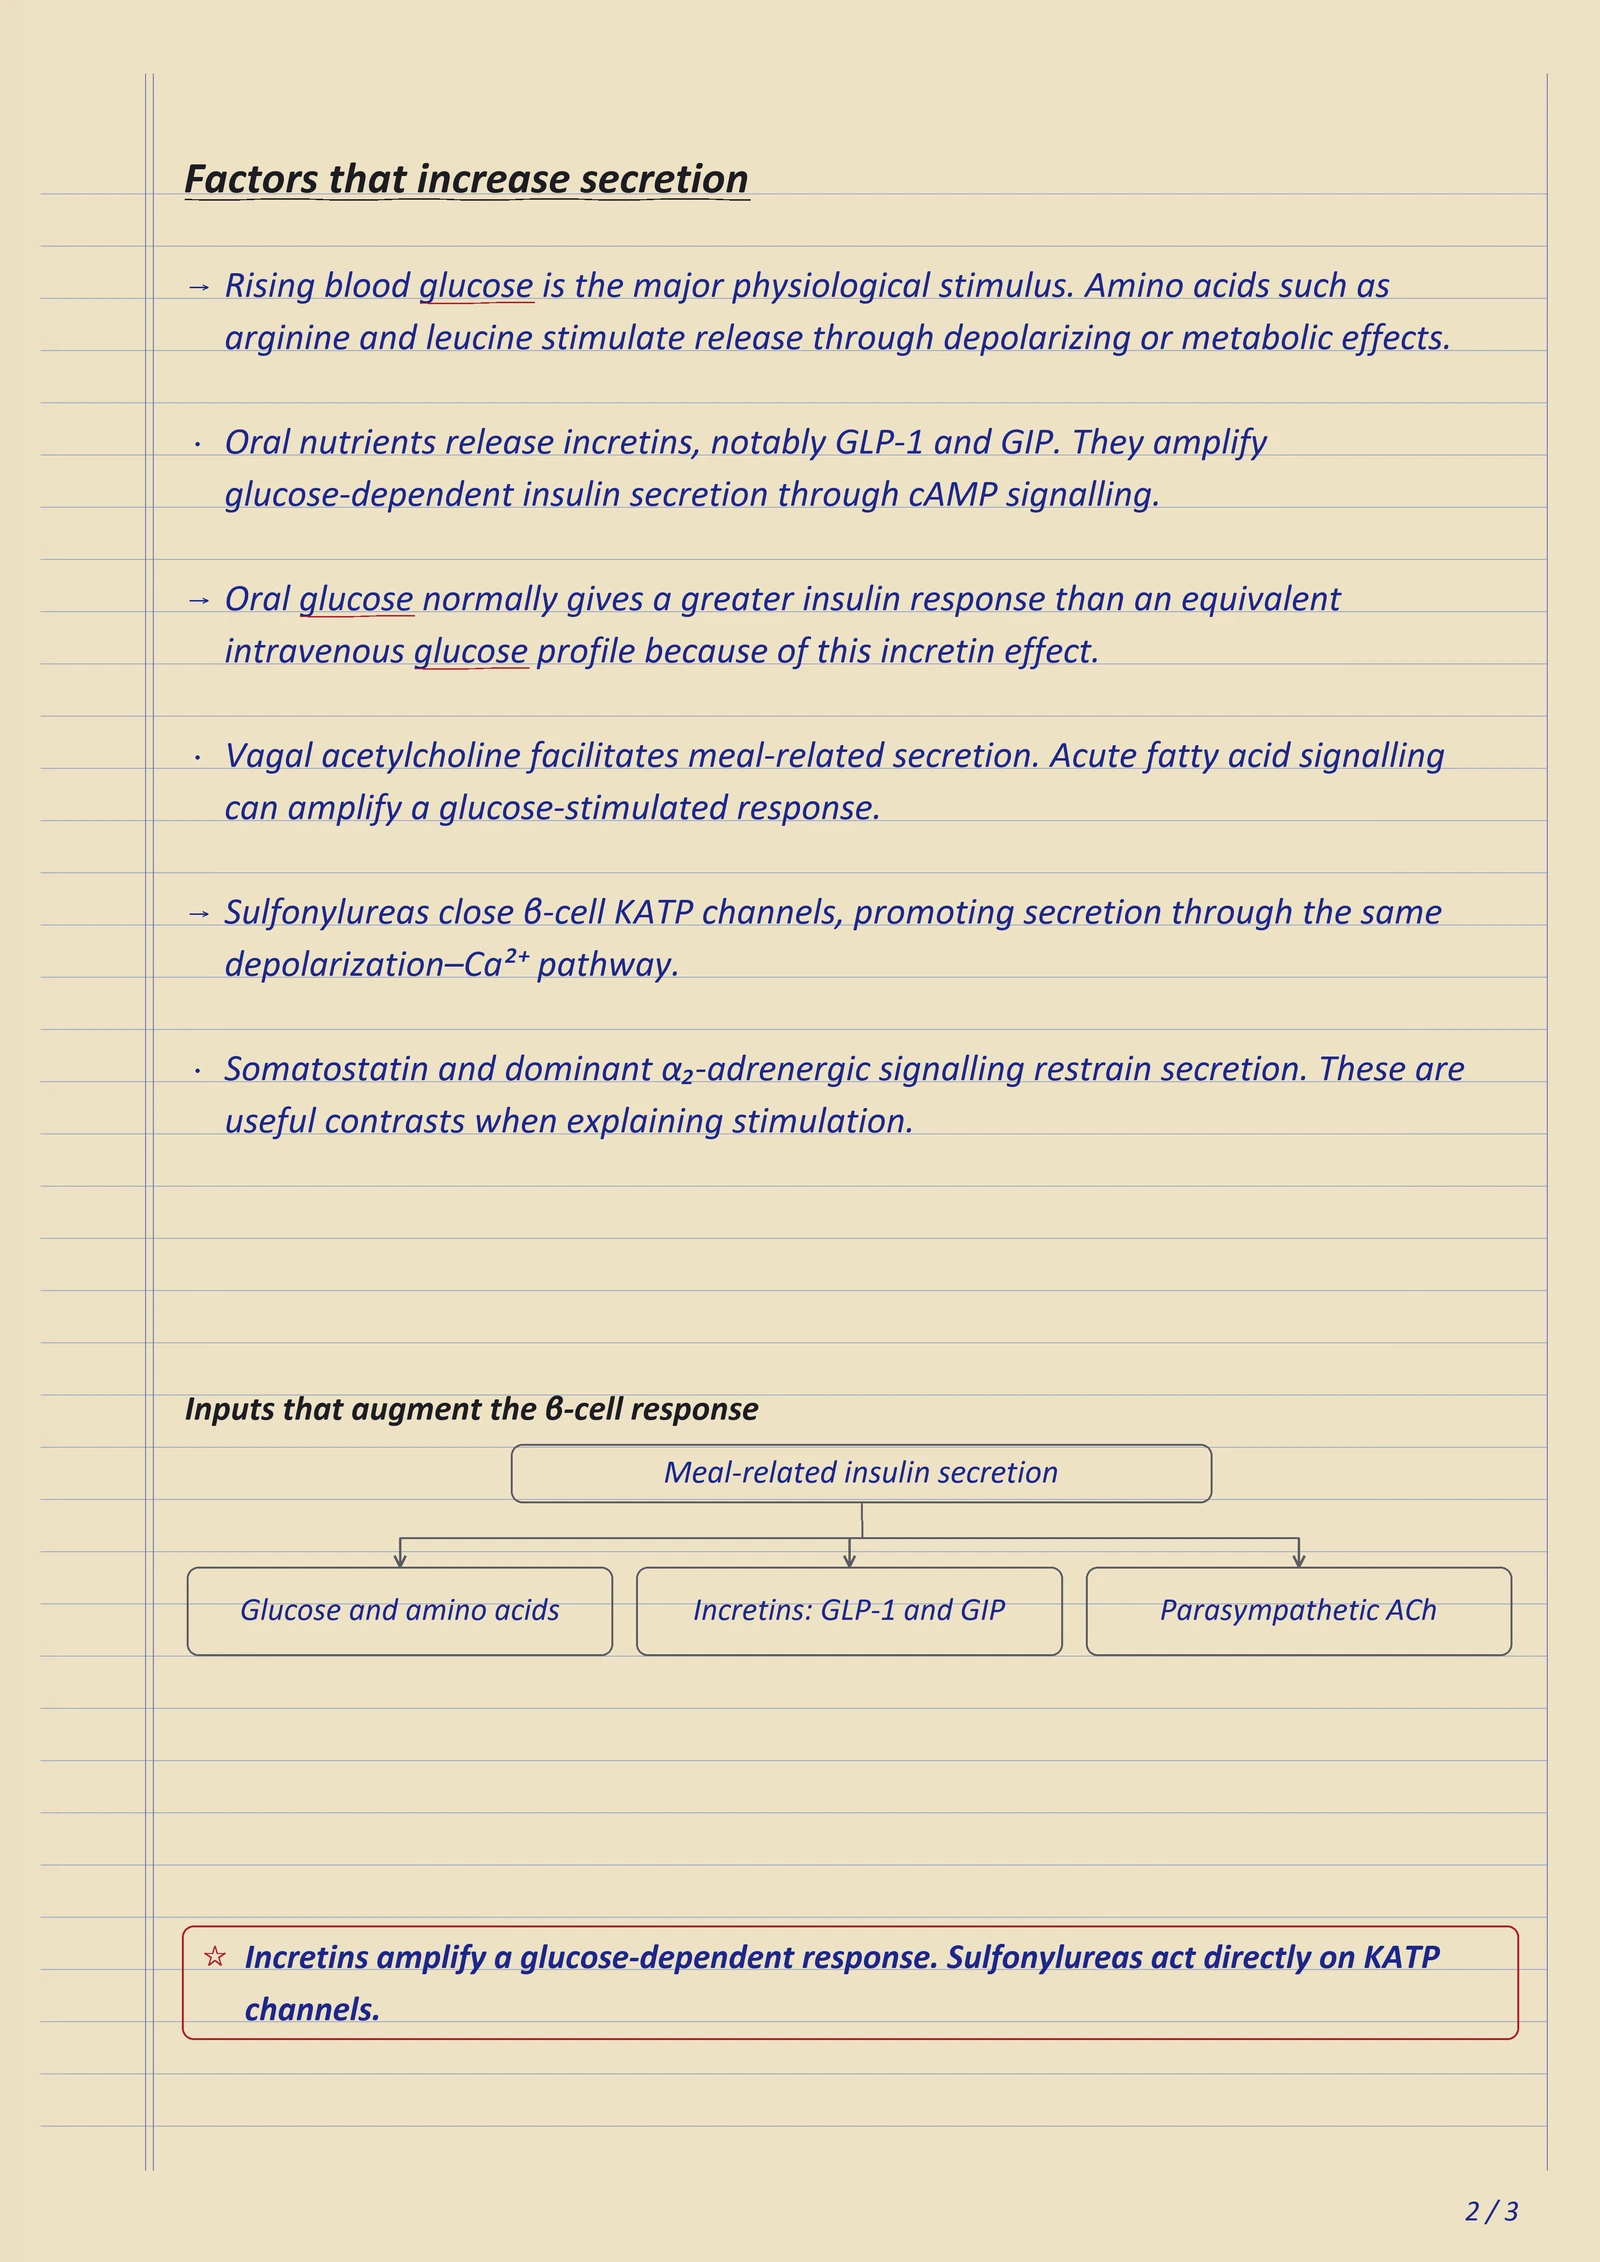 Factors that increase secretion
→ Rising blood glucose is the major physiological stimulus. Amino acids such as
arginine and leucine stimulate release through depolarizing or metabolic effects.
· Oral nutrients release incretins, notably GLP-1 and GIP. They amplify
glucose-dependent insulin secretion through cAMP signalling.
→ Oral glucose normally gives a greater insulin response than an equivalent
intravenous glucose profile because of this incretin effect.
· Vagal acetylcholine facilitates meal-related secretion. Acute fatty acid signalling
can amplify a glucose-stimulated response.
→ Sulfonylureas close β-cell KATP channels, promoting secretion through the same
depolarization–Ca²⁺ pathway.
· Somatostatin and dominant α₂-adrenergic signalling restrain secretion. These are
useful contrasts when explaining stimulation.
Inputs that augment the β-cell response
Meal-related insulin secretion
Glucose and amino acids
Incretins: GLP-1 and GIP
Parasympathetic ACh
☆ Incretins amplify a glucose-dependent response. Sulfonylureas act directly on KATP
channels.
2 / 3